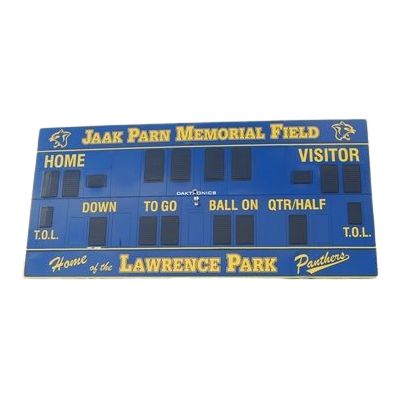 JAAK PARN MEMORIAL FIELD
HOME VISITOR
DAKTRONICS
DOWN TO GO BALL ON QTR/HALF
T.O.L. T.O.L.
Home of the LAWRENCE PARK Panthers